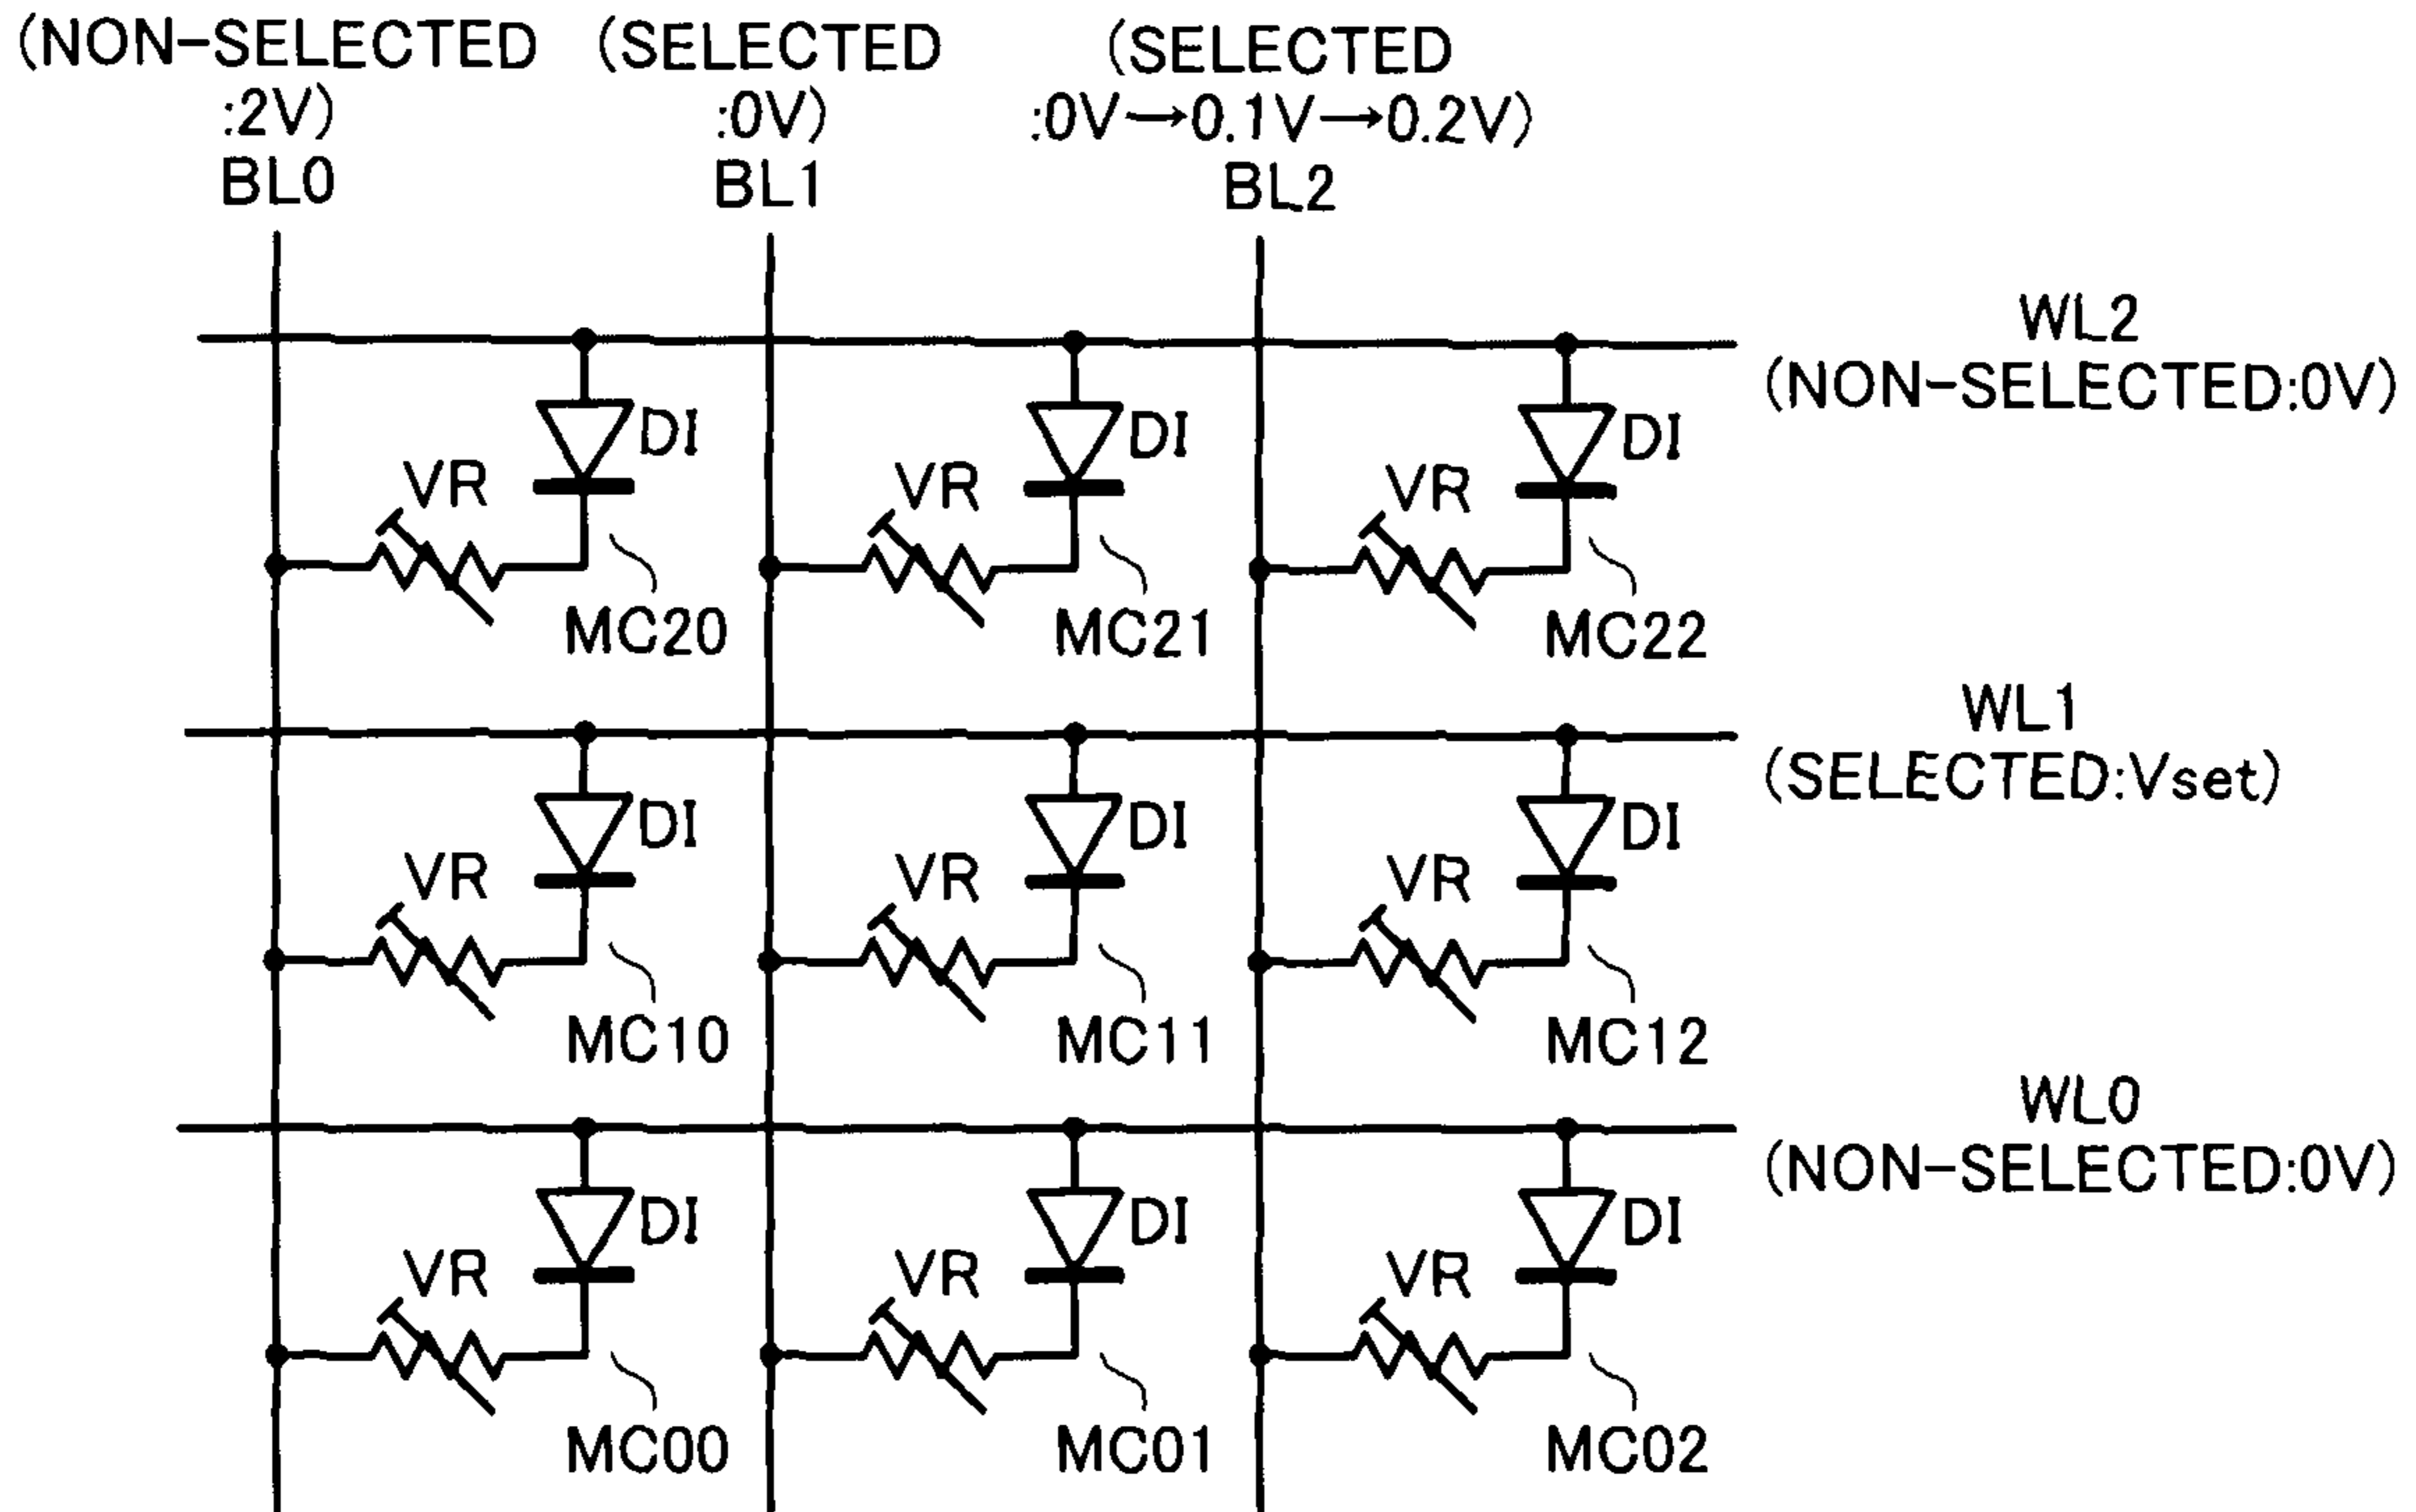 (NON-SELECTED (SELECTED (SELECTED
:2V) :0V) :0V→0.1V→0.2V)
BL0 BL1 BL2
WL2
(NON-SELECTED:0V)
DI DI DI
VR VR VR
MC20 MC21 MC22
WL1
(SELECTED:Vset)
DI DI DI
VR VR VR
MC10 MC11 MC12
WL0
(NON-SELECTED:0V)
DI DI DI
VR VR VR
MC00 MC01 MC02